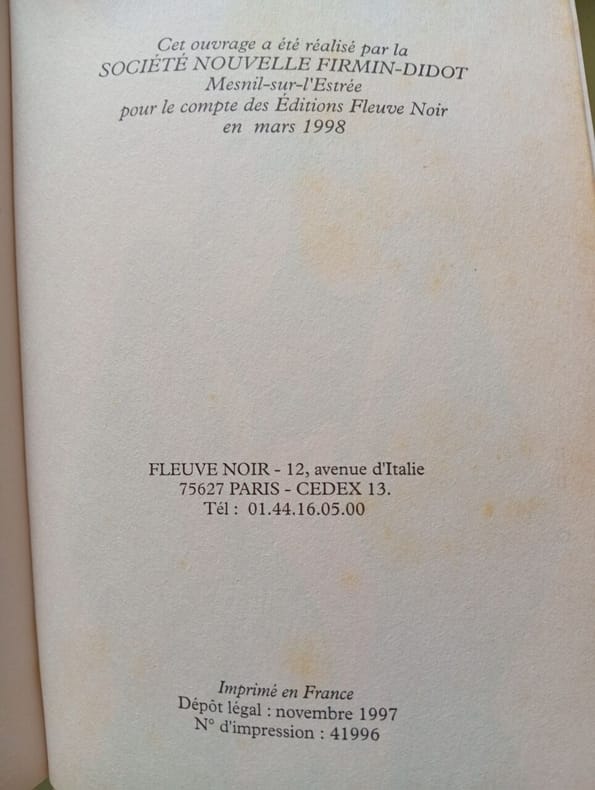 Cet ouvrage a été réalisé par la
SOCIÉTÉ NOUVELLE FIRMIN-DIDOT
Mesnil-sur-l'Estrée
pour le compte des Éditions Fleuve Noir
en mars 1998
FLEUVE NOIR - 12, avenue d'Italie
75627 PARIS - CEDEX 13.
Tél : 01.44.16.05.00
Imprimé en France
Dépôt légal : novembre 1997
N° d'impression : 41996